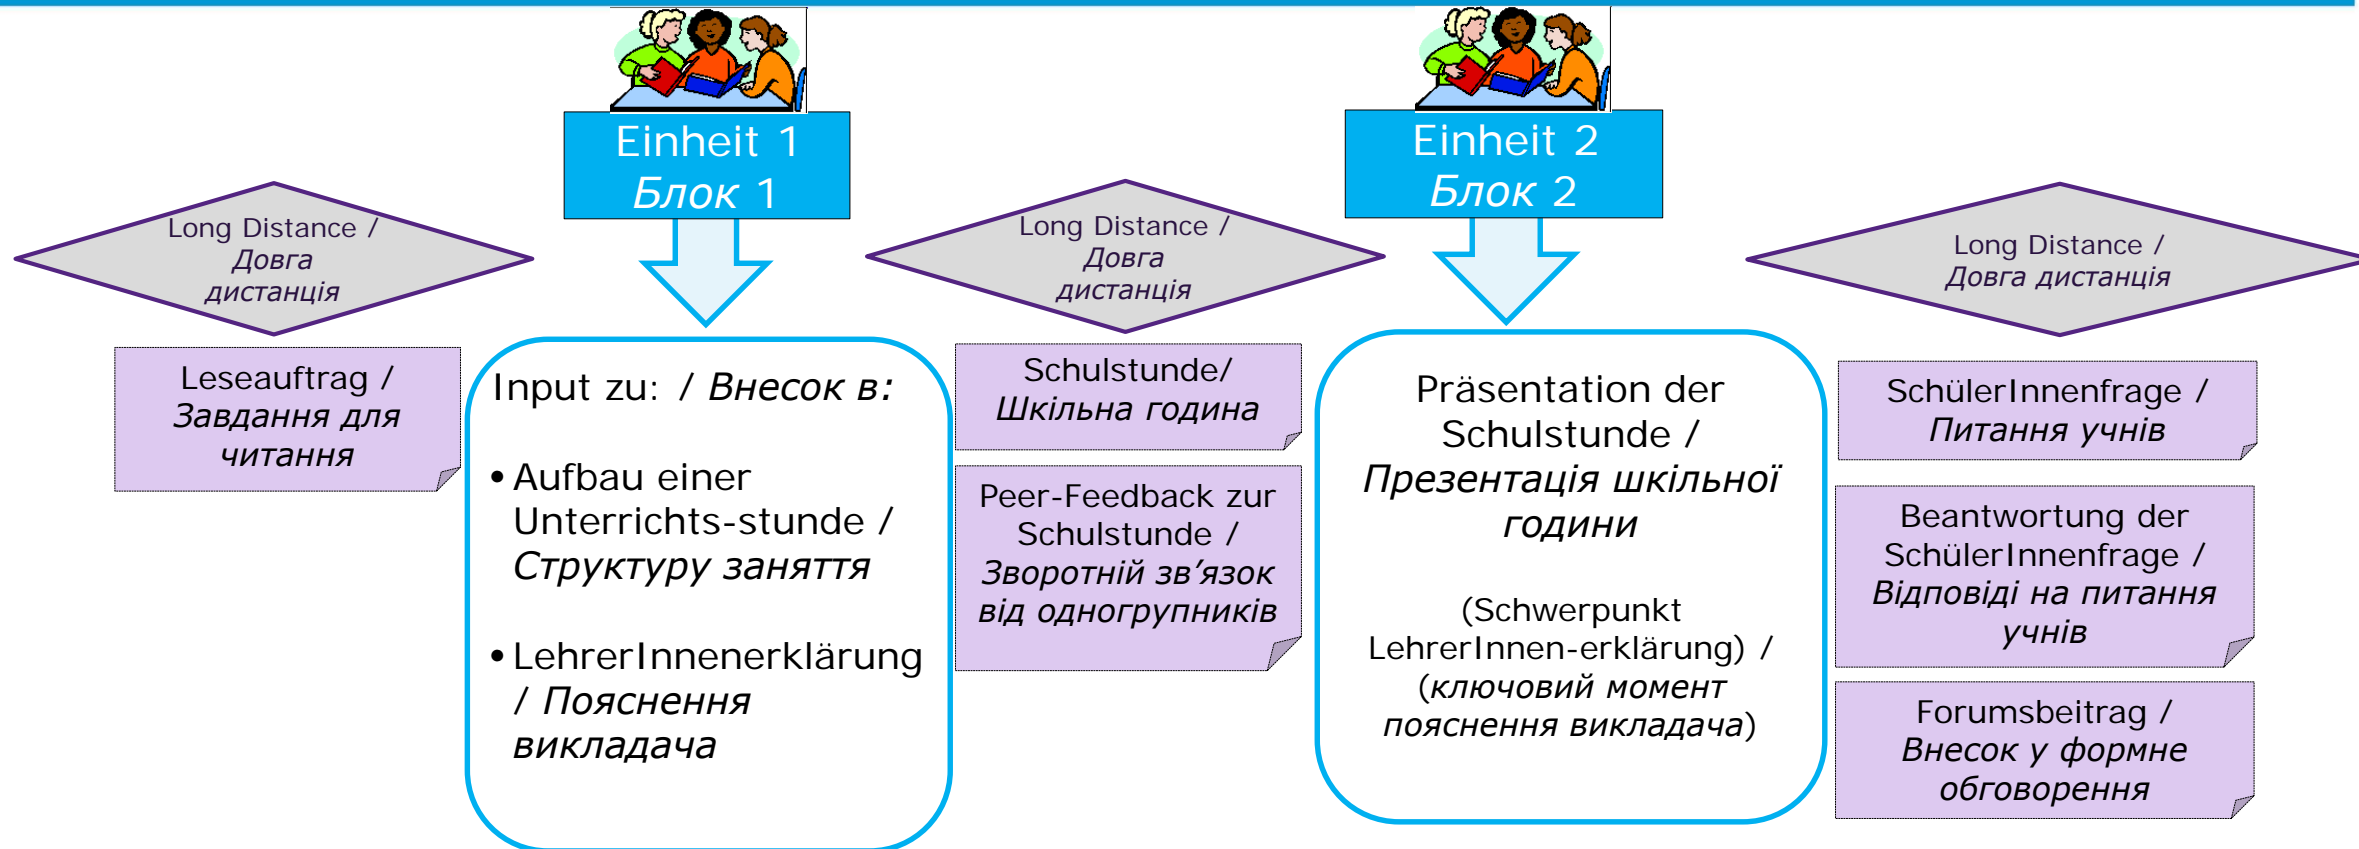 Einheit 1
Блок 1
Einheit 2
Блок 2
Long Distance /
Довга
дистанція
Leseauftrag /
Завдання для
читання
Input zu: / Внесок в:
•Aufbau einer
Unterrichts-stunde /
Структуру заняття
•LehrerInnenerklärung
/ Пояснення
викладача
Long Distance /
Довга
дистанція
Schulstunde/
Шкільна година
Peer-Feedback zur
Schulstunde /
Зворотній зв’язок
від одногрупників
Präsentation der
Schulstunde /
Презентація шкільної
години
(Schwerpunkt
LehrerInnen-erklärung) /
(ключовий момент
пояснення викладача)
Long Distance /
Довга дистанція
SchülerInnenfrage /
Питання учнів
Beantwortung der
SchülerInnenfrage /
Відповіді на питання
учнів
Forumsbeitrag /
Внесок у формне
обговорення